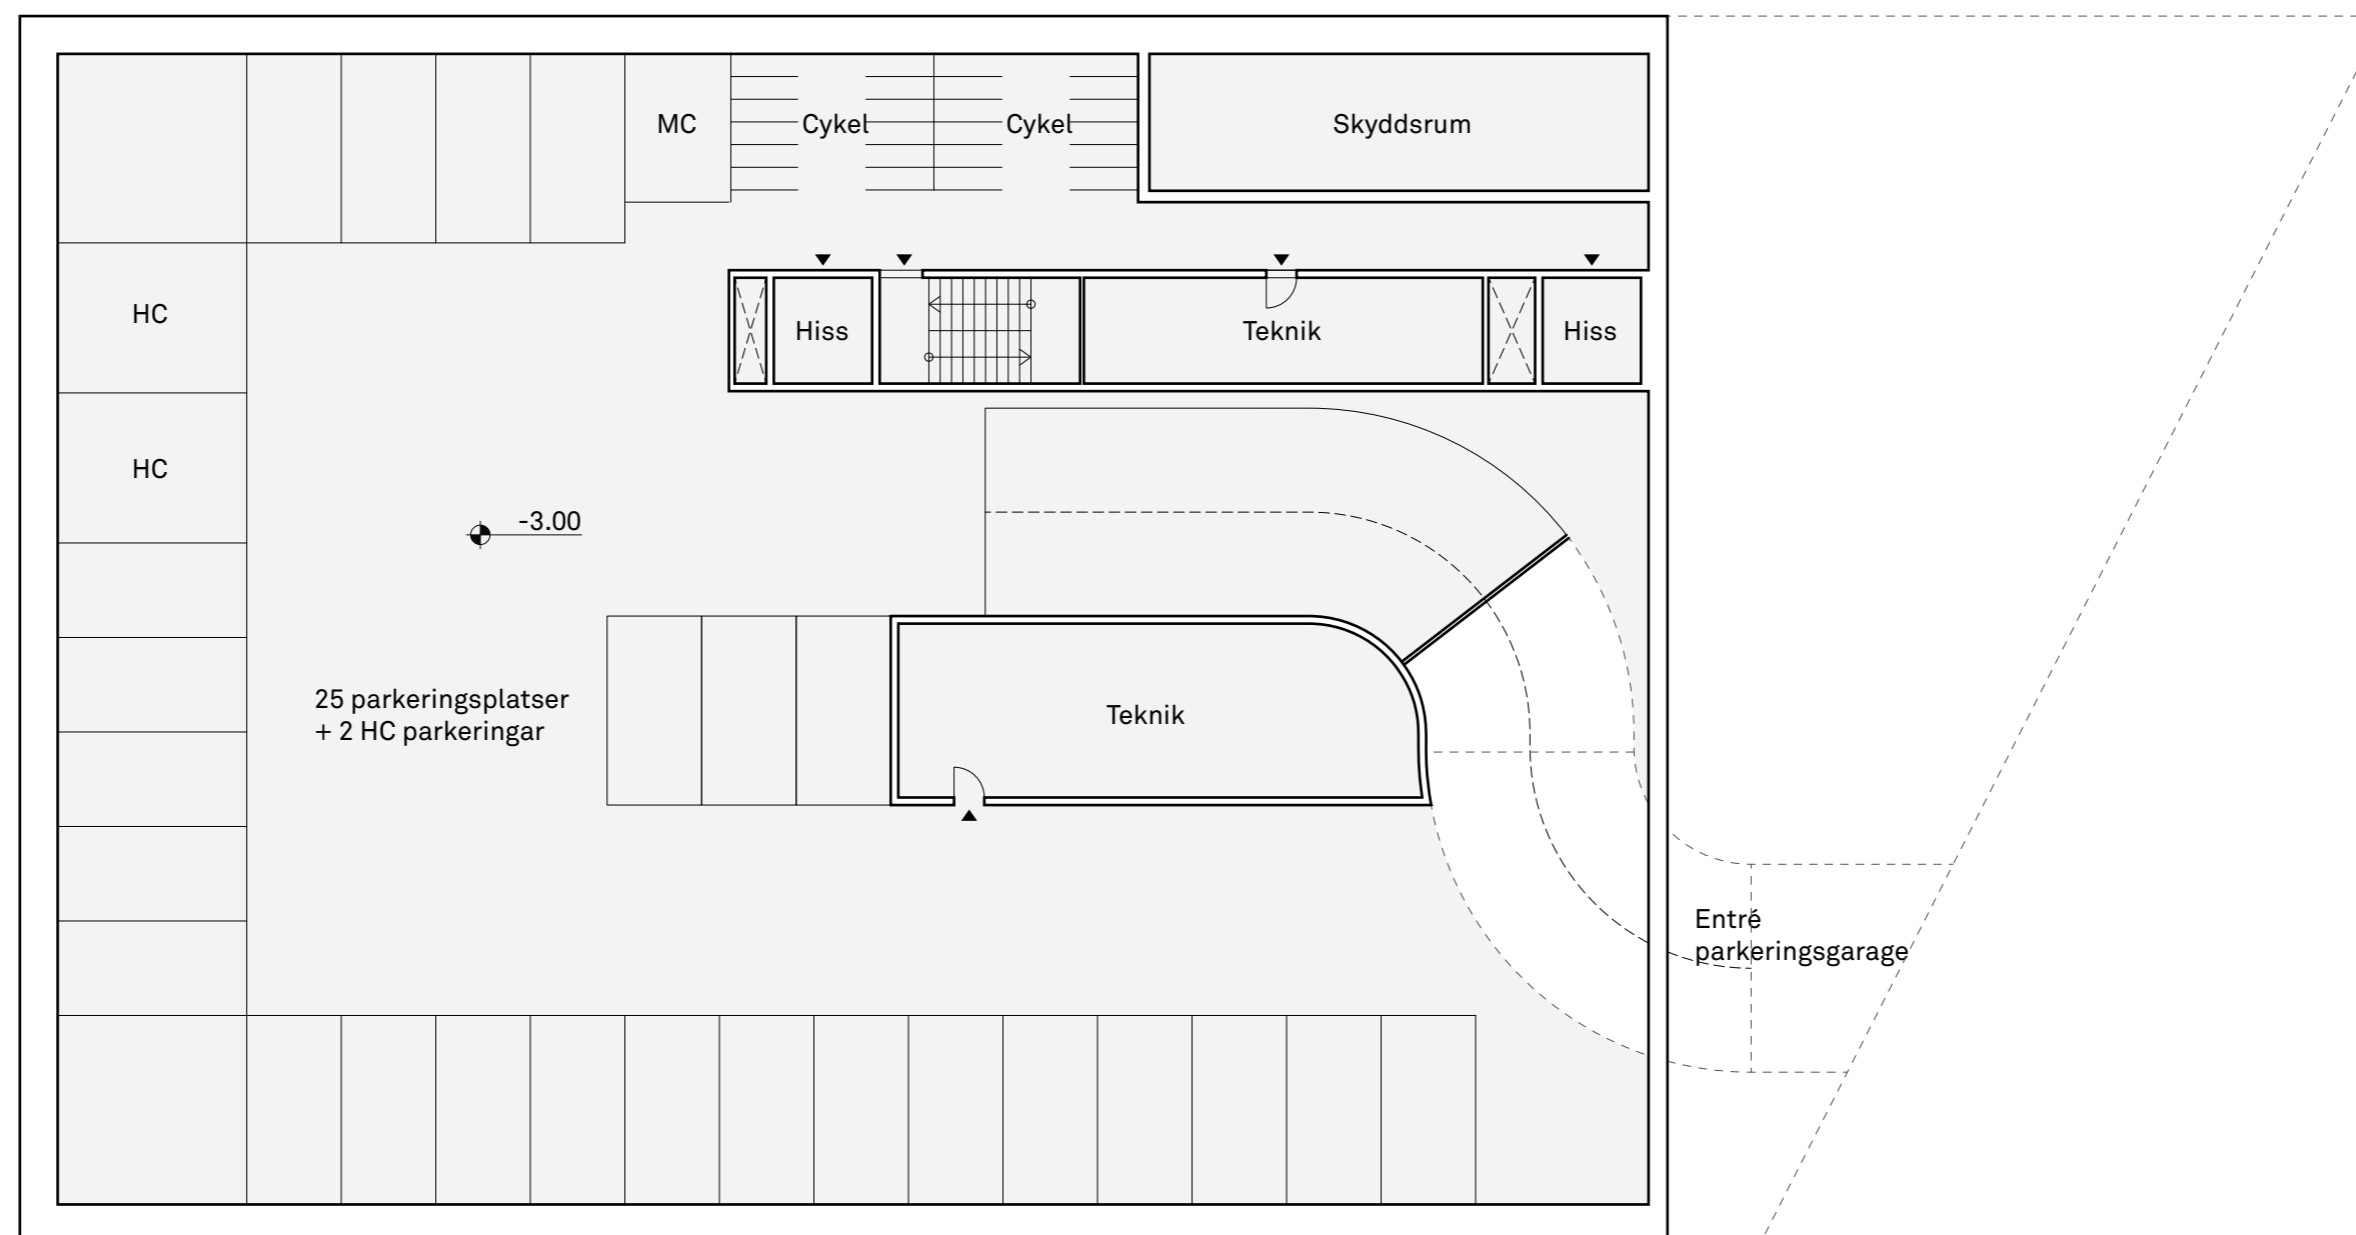 MC
Cykel
Cykel
Skyddsrum
HC
Hiss
Teknik
Hiss
HC
-3.00
25 parkeringsplatser
+ 2 HC parkeringar
Teknik
Entré
parkeringsgarage